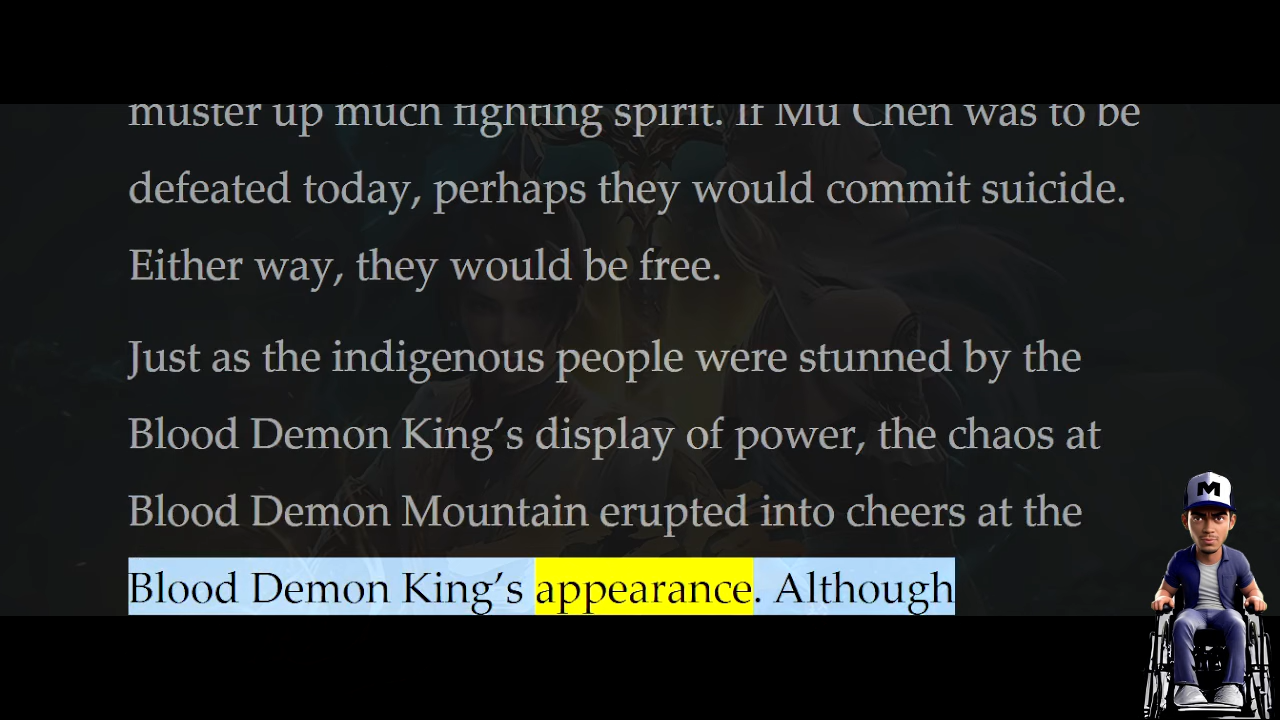 muster up much fighting spirit. If Mu Chen was to be
defeated today, perhaps they would commit suicide.
Either way, they would be free.
Just as the indigenous people were stunned by the
Blood Demon King’s display of power, the chaos at
Blood Demon Mountain erupted into cheers at the
Blood Demon King’s appearance. Although
M